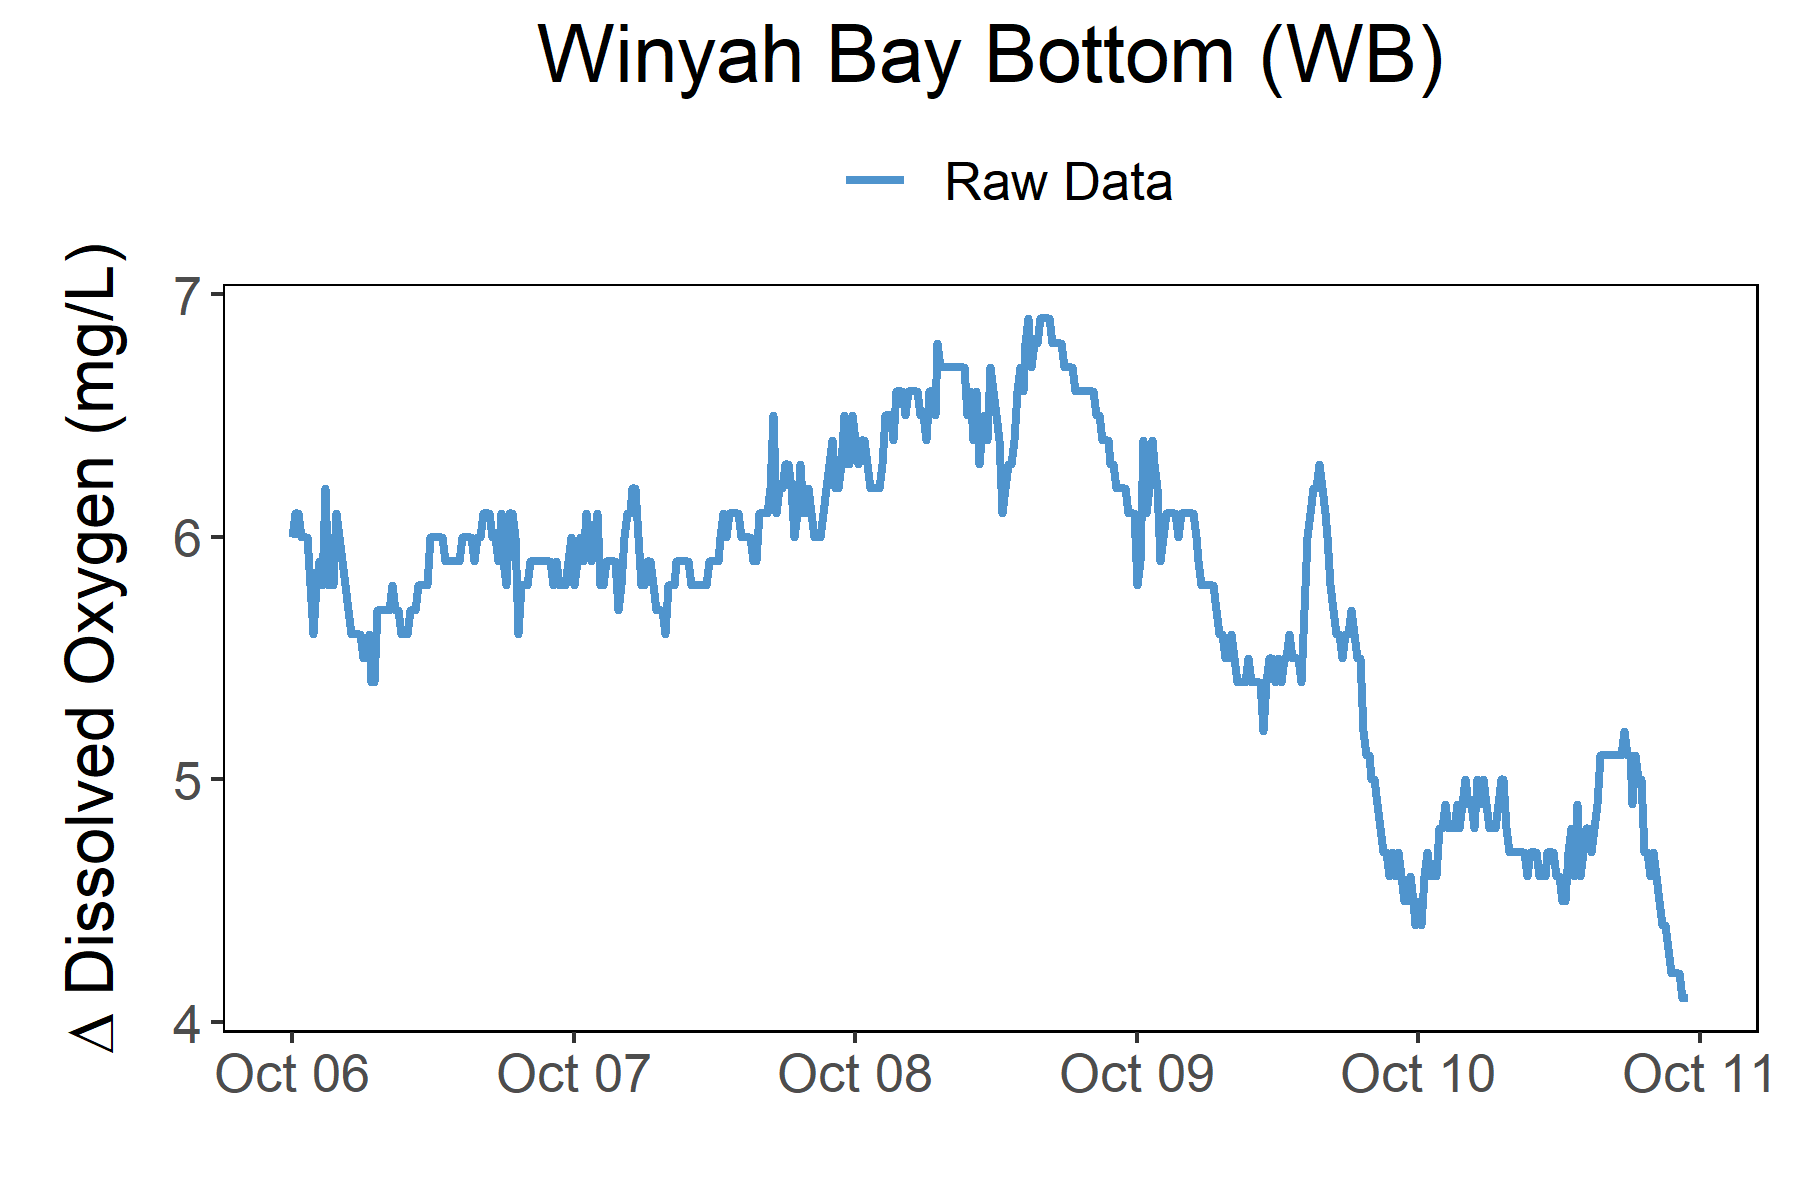 Winyah Bay Bottom (WB)
Raw Data
Δ Dissolved Oxygen (mg/L)
7
6
5
4
Oct 06 Oct 07 Oct 08 Oct 09 Oct 10 Oct 11